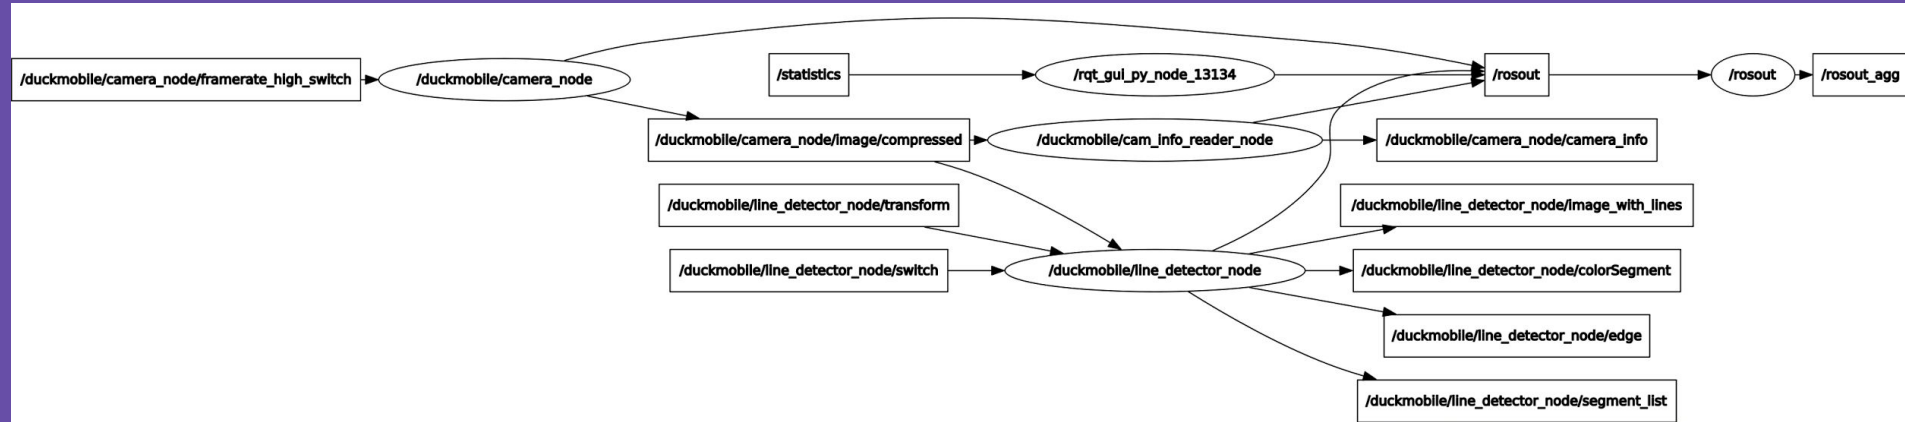 /duckmobile/camera_node/framerate_high_switch
/duckmobile/camera_node
/statistics
/rqt_gui_py_node_13134
/rosout
/rosout
/rosout_agg
/duckmobile/camera_node/image/compressed
/duckmobile/cam_info_reader_node
/duckmobile/camera_node/camera_info
/duckmobile/line_detector_node/transform
/duckmobile/line_detector_node/image_with_lines
/duckmobile/line_detector_node/switch
/duckmobile/line_detector_node
/duckmobile/line_detector_node/colorSegment
/duckmobile/line_detector_node/edge
/duckmobile/line_detector_node/segment_list